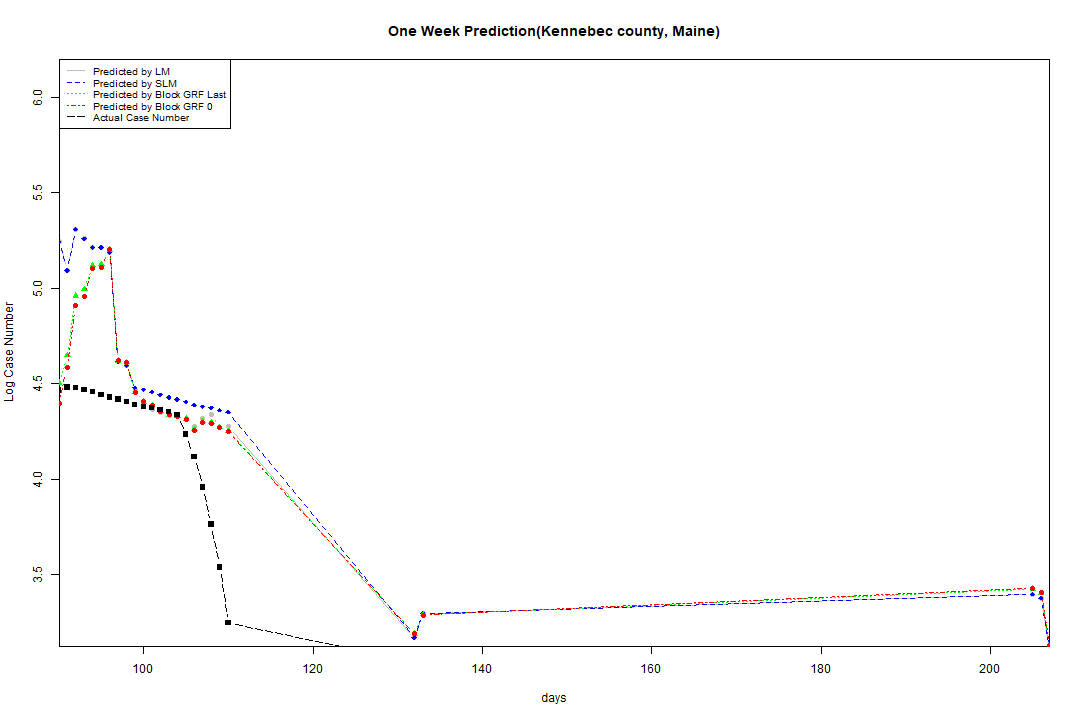 One Week Prediction(Kennebec county, Maine)
Predicted by LM
Predicted by SLM
Predicted by Block GRF Last
Predicted by Block GRF 0
Actual Case Number
Log Case Number
6.0
5.5
5.0
4.5
4.0
3.5
100 120 140 160 180 200
days